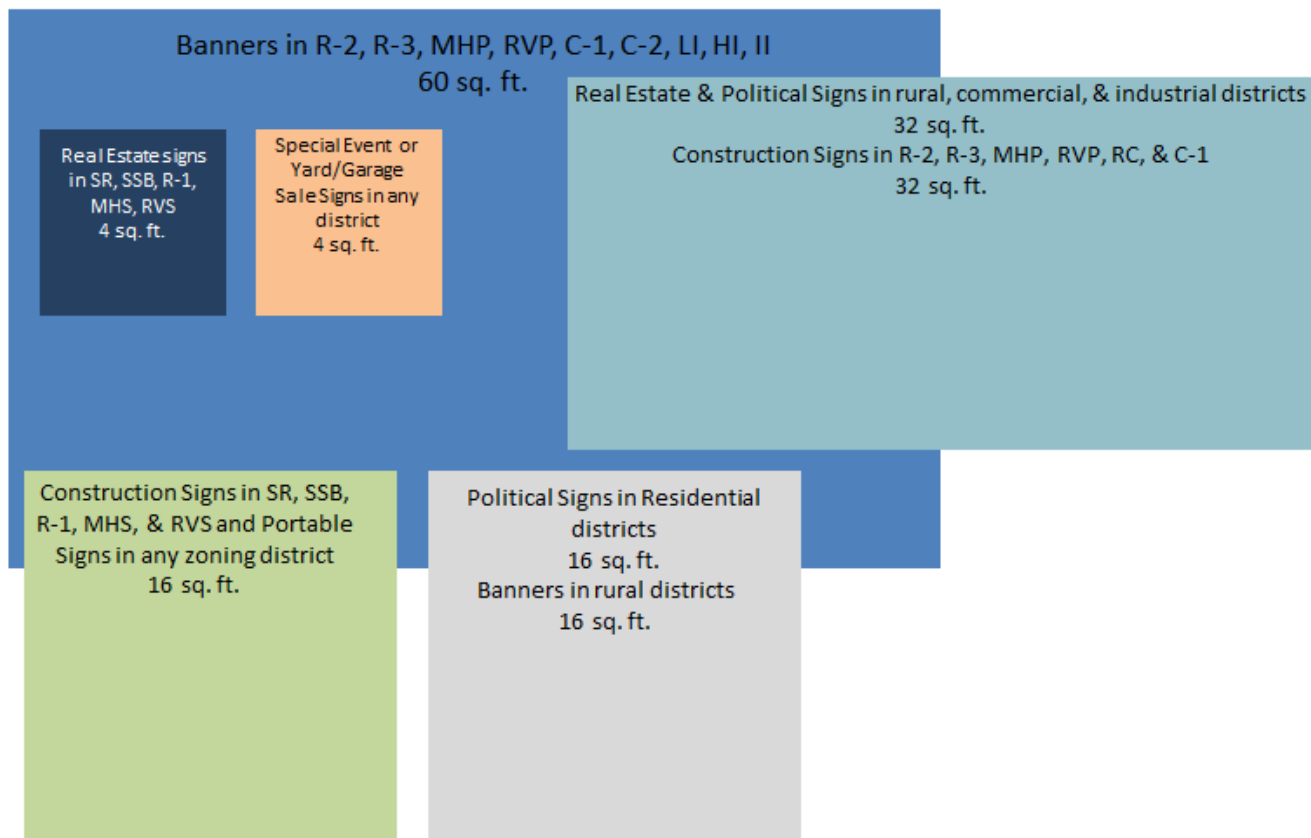 Banners in R-2, R-3, MHP, RVP, C-1, C-2, LI, HI, II
60 sq. ft.
Real Estate & Political Signs in rural, commercial, & industrial districts
32 sq. ft.
Construction Signs in R-2, R-3, MHP, RVP, RC, & C-1
32 sq. ft.
Real Estate signs
in SR, SSB, R-1,
MHS, RVS
4 sq. ft.
Special Event or
Yard/Garage
Sale Signs in any
district
4 sq. ft.
Construction Signs in SR, SSB,
R-1, MHS, & RVS and Portable
Signs in any zoning district
16 sq. ft.
Political Signs in Residential
districts
16 sq. ft.
Banners in rural districts
16 sq. ft.